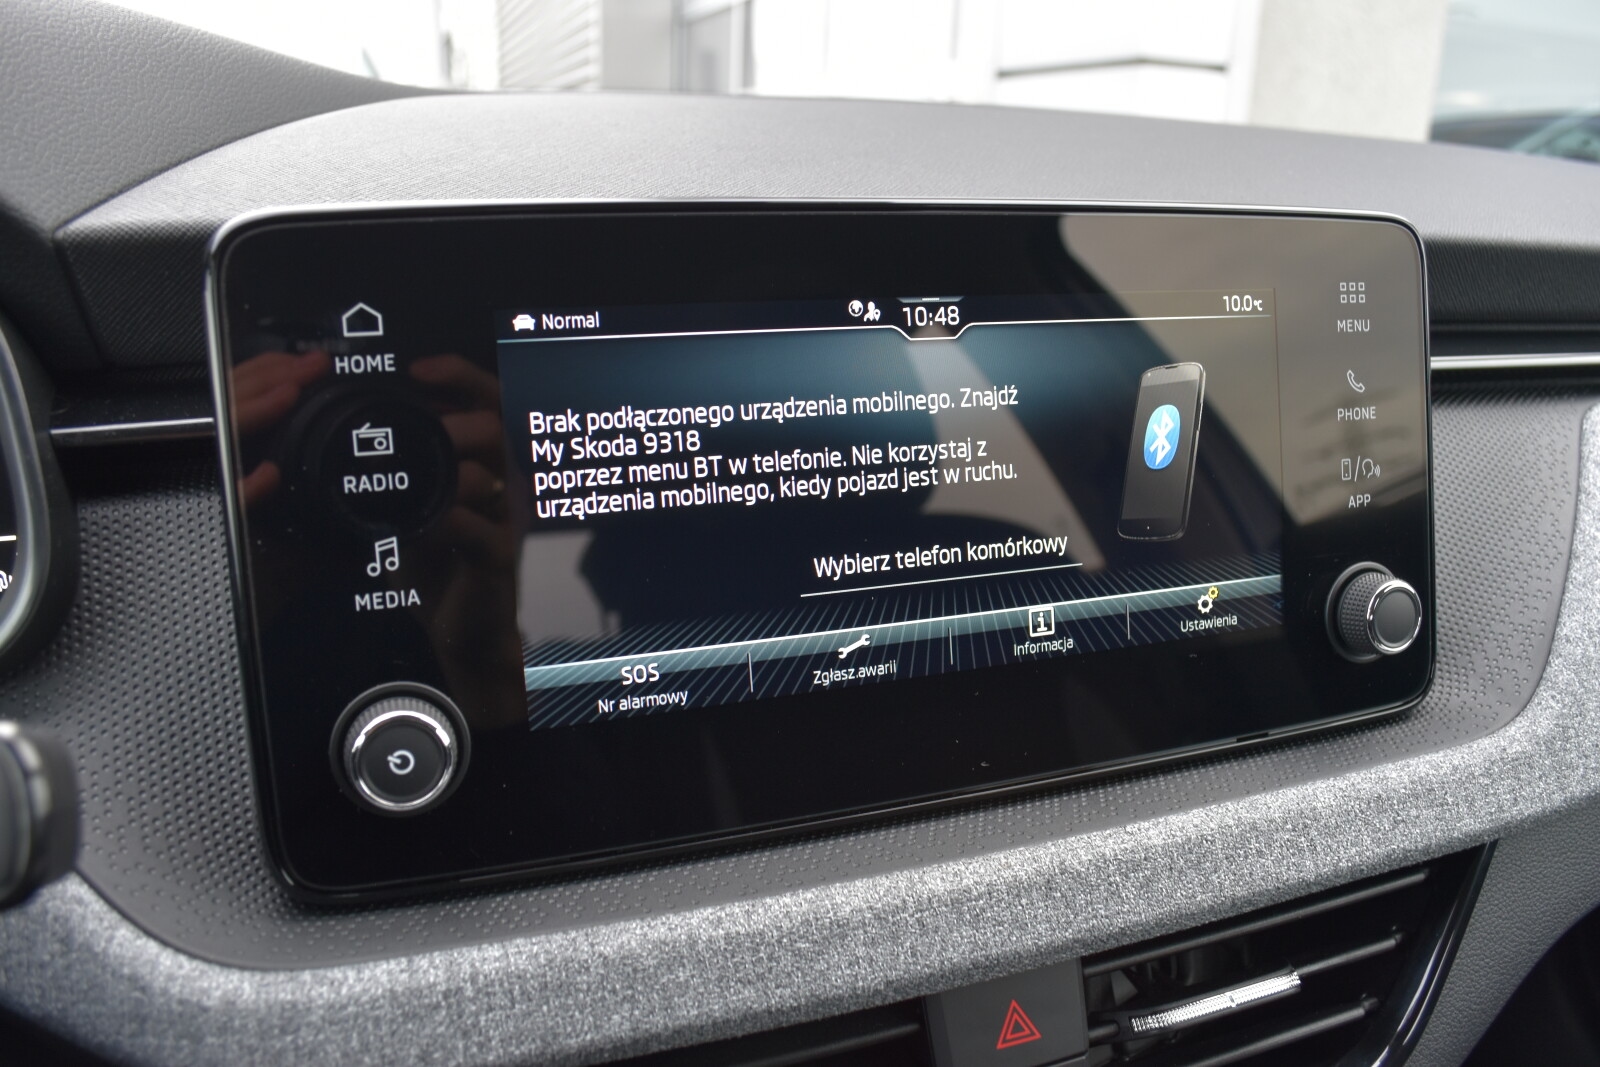 Normal
10:48
10.0°C
HOME
RADIO
MEDIA
Brak podłączonego urządzenia mobilnego. Znajdź
My Skoda 9318
poprzez menu BT w telefonie. Nie korzystaj z
urządzenia mobilnego, kiedy pojazd jest w ruchu.
Wybierz telefon komórkowy
SOS
Nr alarmowy
Zgłasz.awarii
Informacja
Ustawienia
MENU
PHONE
APP